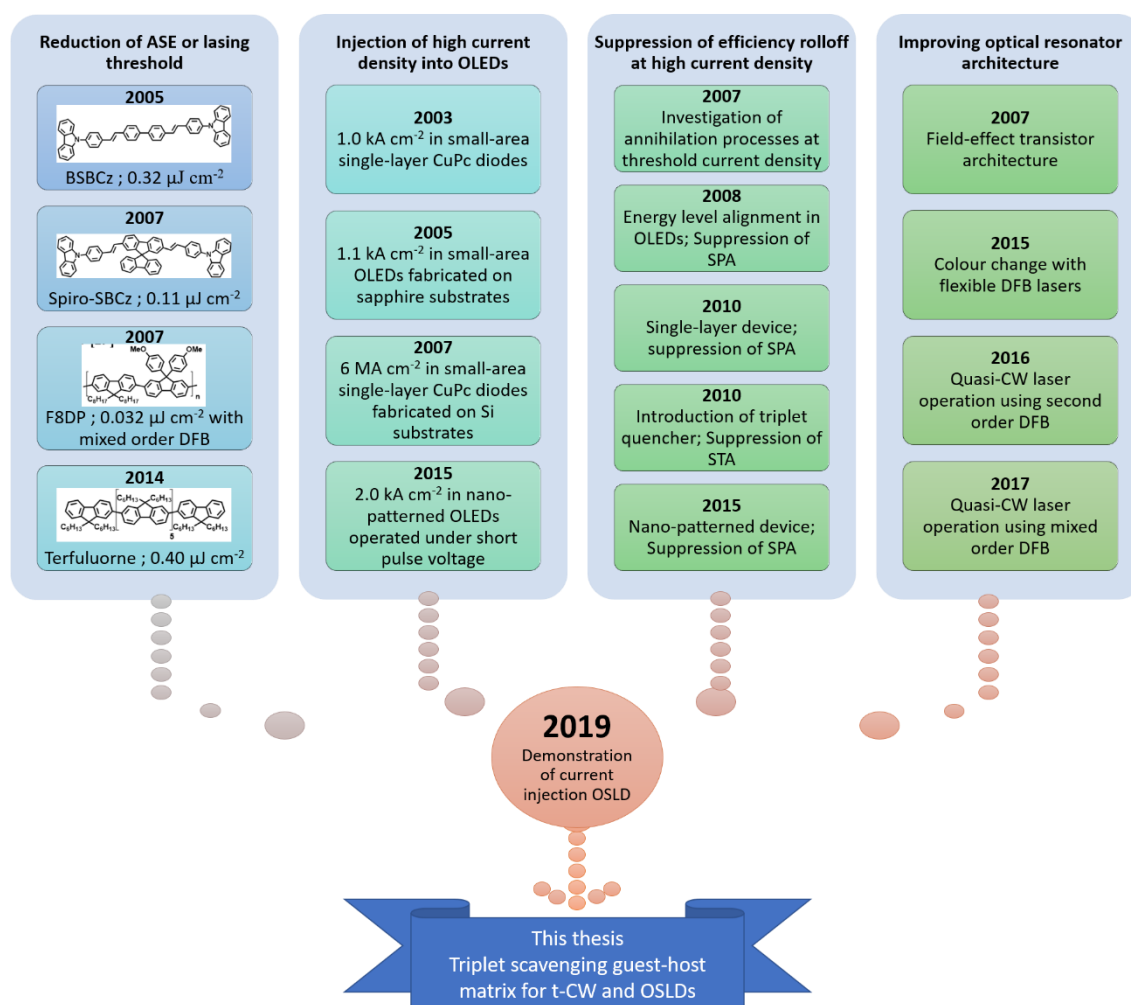 Reduction of ASE or lasing
threshold
2005
BSBCz ; 0.32 µJ cm⁻²
2007
Spiro-SBCz ; 0.11 µJ cm⁻²
2007
MeO
OMe
C₈H₁₇ C₈H₁₇
n
F8DP ; 0.032 µJ cm⁻² with
mixed order DFB
2014
C₆H₁₃ C₆H₁₃
C₆H₁₃ C₆H₁₃
5
C₆H₁₃ C₆H₁₃
Terfuluorne ; 0.40 µJ cm⁻²
Injection of high current
density into OLEDs
2003
1.0 kA cm⁻² in small-area
single-layer CuPc diodes
2005
1.1 kA cm⁻² in small-area
OLEDs fabricated on
sapphire substrates
2007
6 MA cm⁻² in small-area
single-layer CuPc diodes
fabricated on Si
substrates
2015
2.0 kA cm⁻² in nano-
patterned OLEDs
operated under short
pulse voltage
Suppression of efficiency rolloff
at high current density
2007
Investigation of
annihilation processes at
threshold current density
2008
Energy level alignment in
OLEDs; Suppression of
SPA
2010
Single-layer device;
suppression of SPA
2010
Introduction of triplet
quencher; Suppression of
STA
2015
Nano-patterned device;
Suppression of SPA
Improving optical resonator
architecture
2007
Field-effect transistor
architecture
2015
Colour change with
flexible DFB lasers
2016
Quasi-CW laser
operation using second
order DFB
2017
Quasi-CW laser
operation using mixed
order DFB
2019
Demonstration
of current
injection OSLD
This thesis
Triplet scavenging guest-host
matrix for t-CW and OSLDs